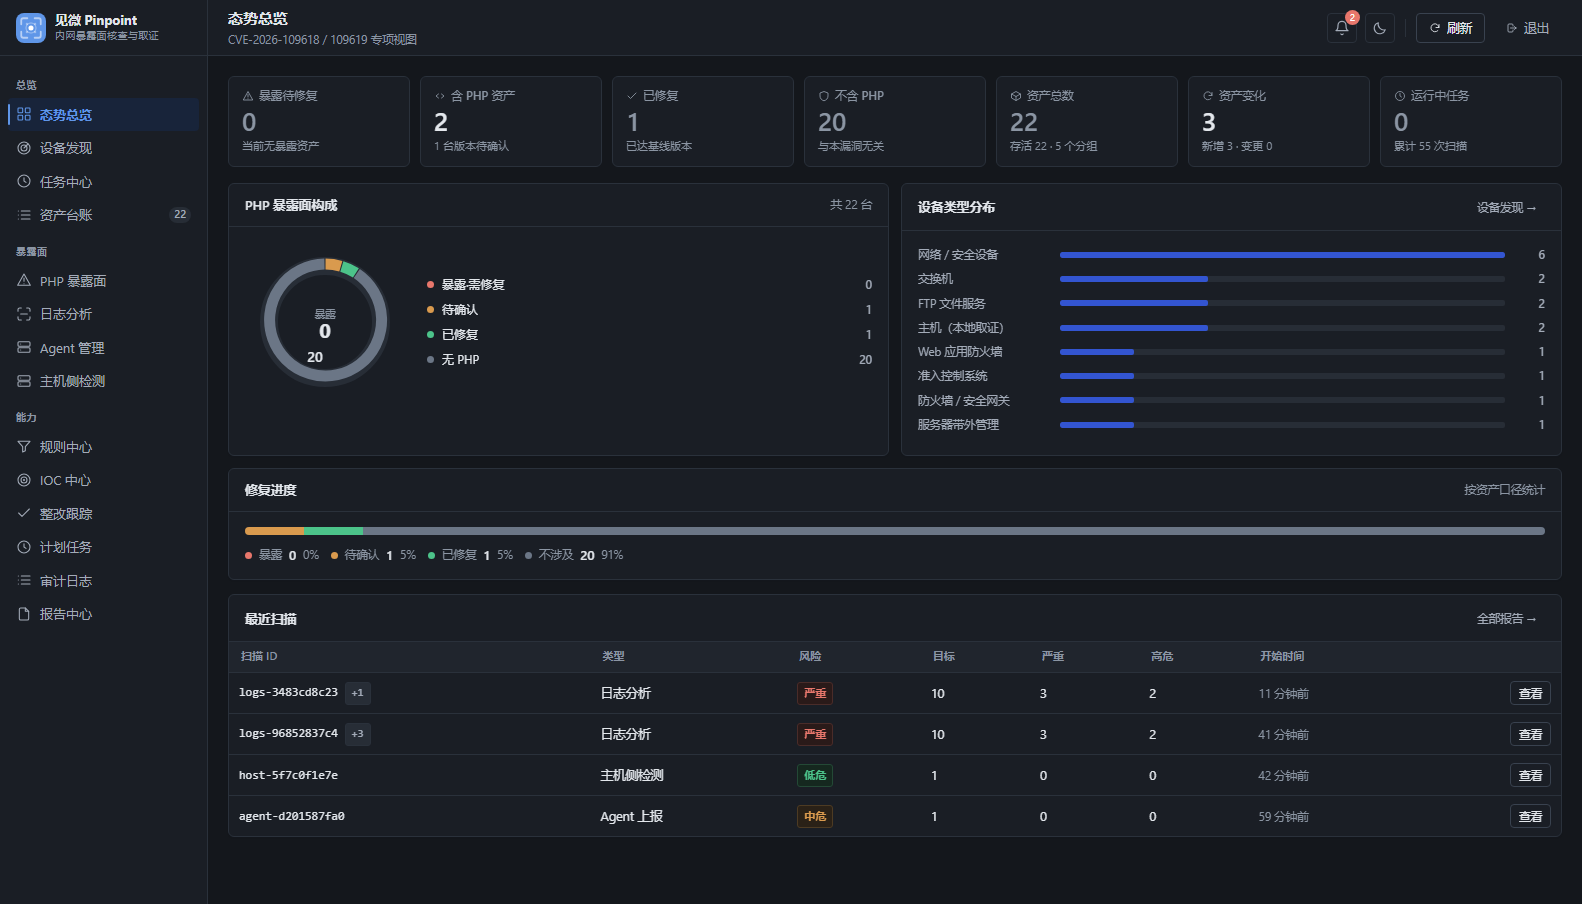 见微 Pinpoint
内网暴露面核查与取证
总览
态势总览
设备发现
任务中心
资产台账 22
暴露面
PHP 暴露面
日志分析
Agent 管理
主机侧检测
能力
规则中心
IOC 中心
整改跟踪
计划任务
审计日志
报告中心
态势总览
CVE-2026-109618 / 109619 专项视图
2
刷新
退出
暴露待修复
0
当前无暴露资产
含 PHP 资产
2
1 台版本待确认
已修复
1
已达基线版本
不含 PHP
20
与本漏洞无关
资产总数
22
存活 22 · 5 个分组
资产变化
3
新增 3 · 变更 0
运行中任务
0
累计 55 次扫描
PHP 暴露面构成 共 22 台
暴露
0
20
暴露·需修复 0
待确认 1
已修复 1
无 PHP 20
设备类型分布 设备发现 →
网络 / 安全设备 6
交换机 2
FTP 文件服务 2
主机（本地取证） 2
Web 应用防火墙 1
准入控制系统 1
防火墙 / 安全网关 1
服务器带外管理 1
修复进度 按资产口径统计
暴露 0 0% 待确认 1 5% 已修复 1 5% 不涉及 20 91%
最近扫描 全部报告 →
扫描 ID 类型 风险 目标 严重 高危 开始时间
logs-3483cd8c23 +1 日志分析 严重 10 3 2 11 分钟前 查看
logs-96852837c4 +3 日志分析 严重 10 3 2 41 分钟前 查看
host-5f7c0f1e7e 主机侧检测 低危 1 0 0 42 分钟前 查看
agent-d201587fa0 Agent 上报 中危 1 0 0 59 分钟前 查看